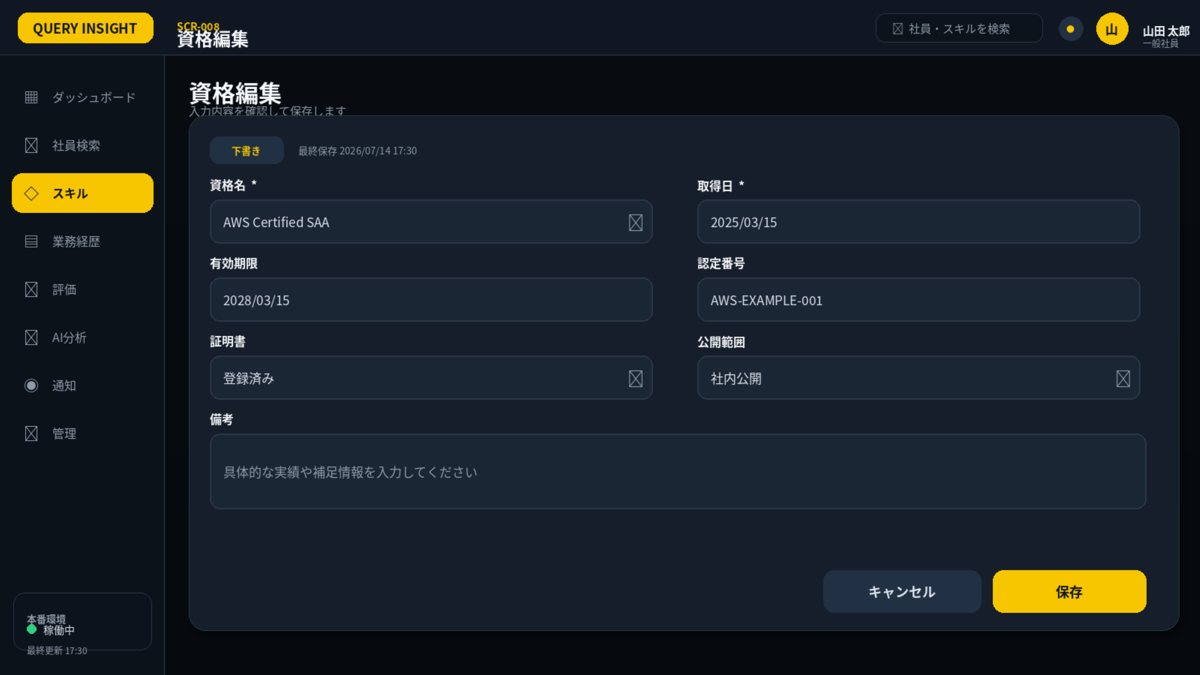 QUERY INSIGHT
SCR-008
資格編集
社員・スキルを検索
山
山田 太郎
一般社員
ダッシュボード
社員検索
スキル
業務経歴
評価
AI分析
通知
管理
本番環境
稼働中
最終更新 17:30
資格編集
入力内容を確認して保存します
下書き
最終保存 2026/07/14 17:30
資格名 *
取得日 *
AWS Certified SAA
2025/03/15
有効期限
認定番号
2028/03/15
AWS-EXAMPLE-001
証明書
公開範囲
登録済み
社内公開
備考
具体的な実績や補足情報を入力してください
キャンセル
保存